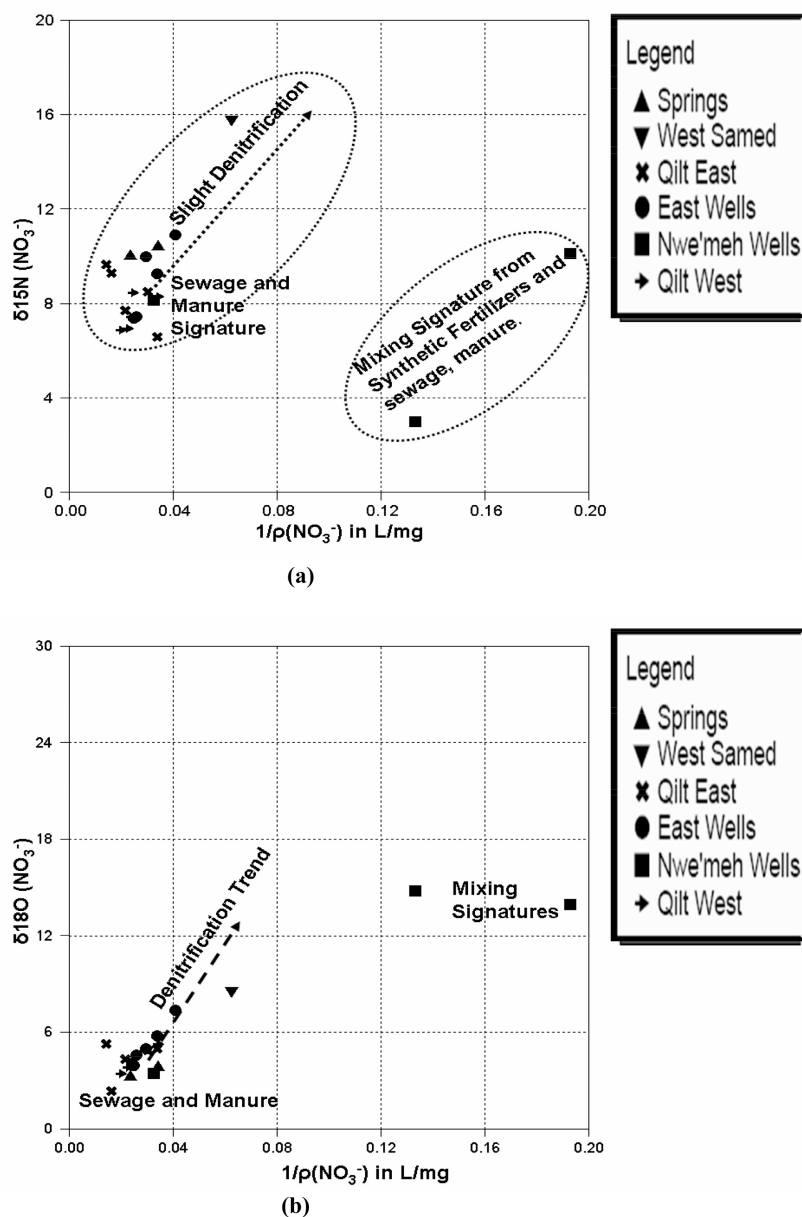 20
16
12
8
4
0
δ15N (NO₃⁻)
Slight Denitrification
Sewage and
Manure
Signature
Mixing Signature from
Synthetic Fertilizers and
sewage, manure.
0.00
0.04
0.08
0.12
0.16
0.20
1/ρ(NO₃⁻) in L/mg
Legend
Springs
West Samed
Qilt East
East Wells
Nwe'meh Wells
Qilt West
(a)
30
24
18
12
6
0
δ18O (NO₃⁻)
Denitrification Trend
Mixing
Signatures
Sewage and Manure
0.00
0.04
0.08
0.12
0.16
0.20
1/ρ(NO₃⁻) in L/mg
Legend
Springs
West Samed
Qilt East
East Wells
Nwe'meh Wells
Qilt West
(b)